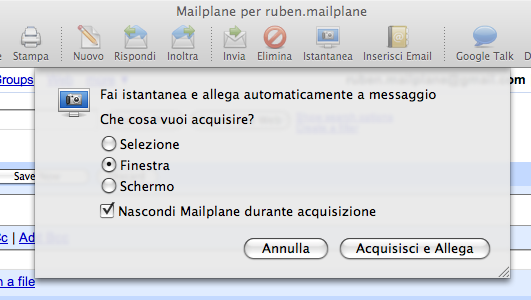 Mailplane per ruben.mailplane
Stampa Nuovo Rispondi Inoltra Invia Elimina Istantanea Inserisci Email Google Talk
Groups
Fai istantanea e allega automaticamente a messaggio
Che cosa vuoi acquisire?
Selezione
Finestra
Schermo
Save
Nascondi Mailplane durante acquisizione
Cc | Ad
Annulla Acquisisci e Allega
n a file